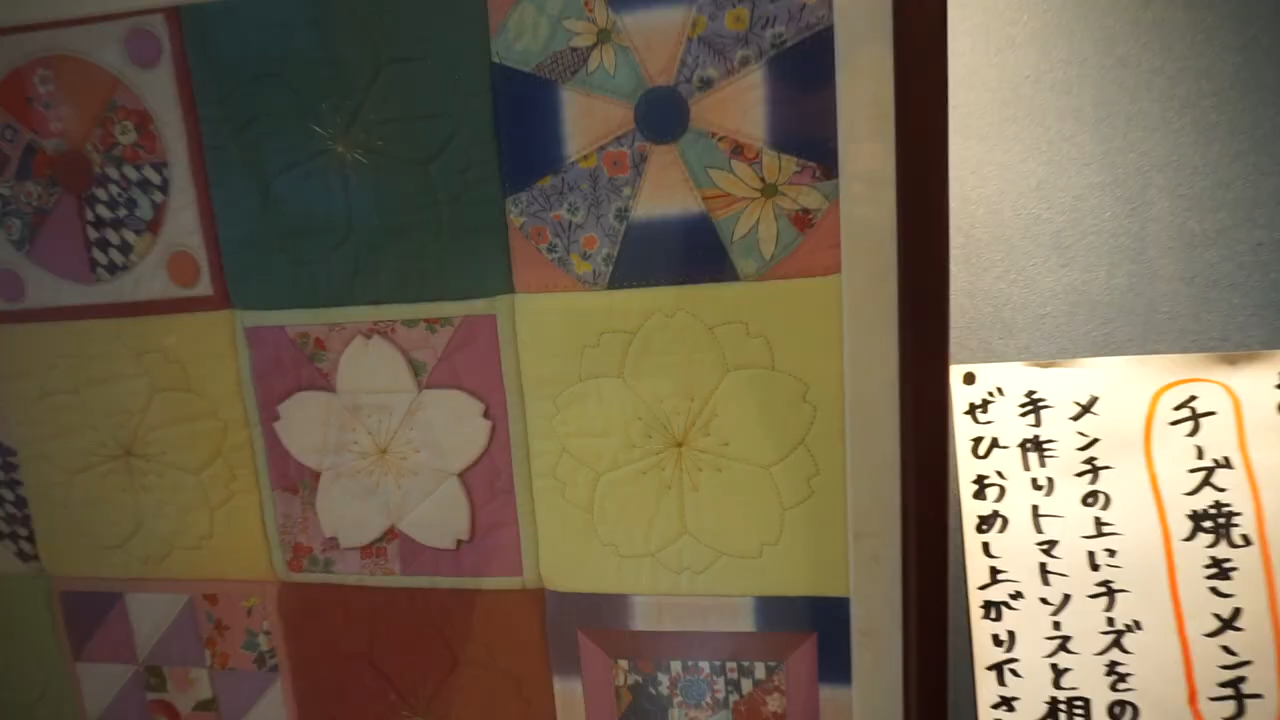 チーズ焼きメンチ
メンチの上にチーズをの
手作りトマトソースと相
・ぜひおめし上がり下さ